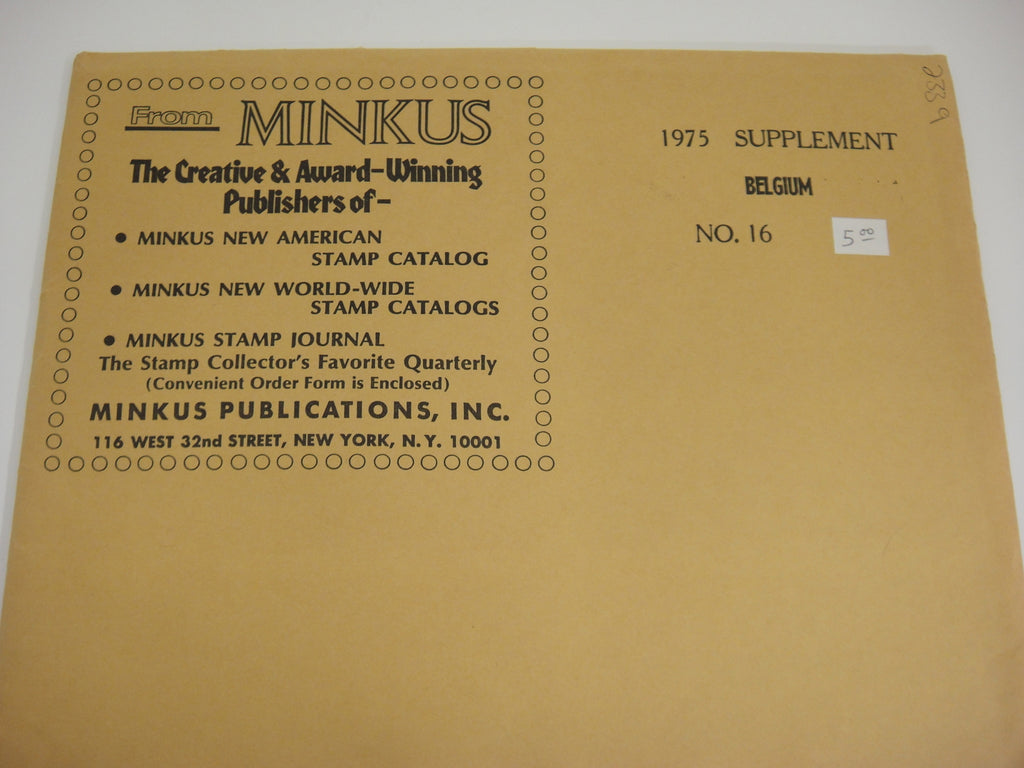 From MINKUS
The Creative & Award-Winning
Publishers of-
• MINKUS NEW AMERICAN
STAMP CATALOG
• MINKUS NEW WORLD-WIDE
STAMP CATALOGS
• MINKUS STAMP JOURNAL
The Stamp Collector's Favorite Quarterly
(Convenient Order Form is Enclosed)
MINKUS PUBLICATIONS, INC.
116 WEST 32nd STREET, NEW YORK, N.Y. 10001
1975 SUPPLEMENT
BELGIUM
NO. 16
5.00